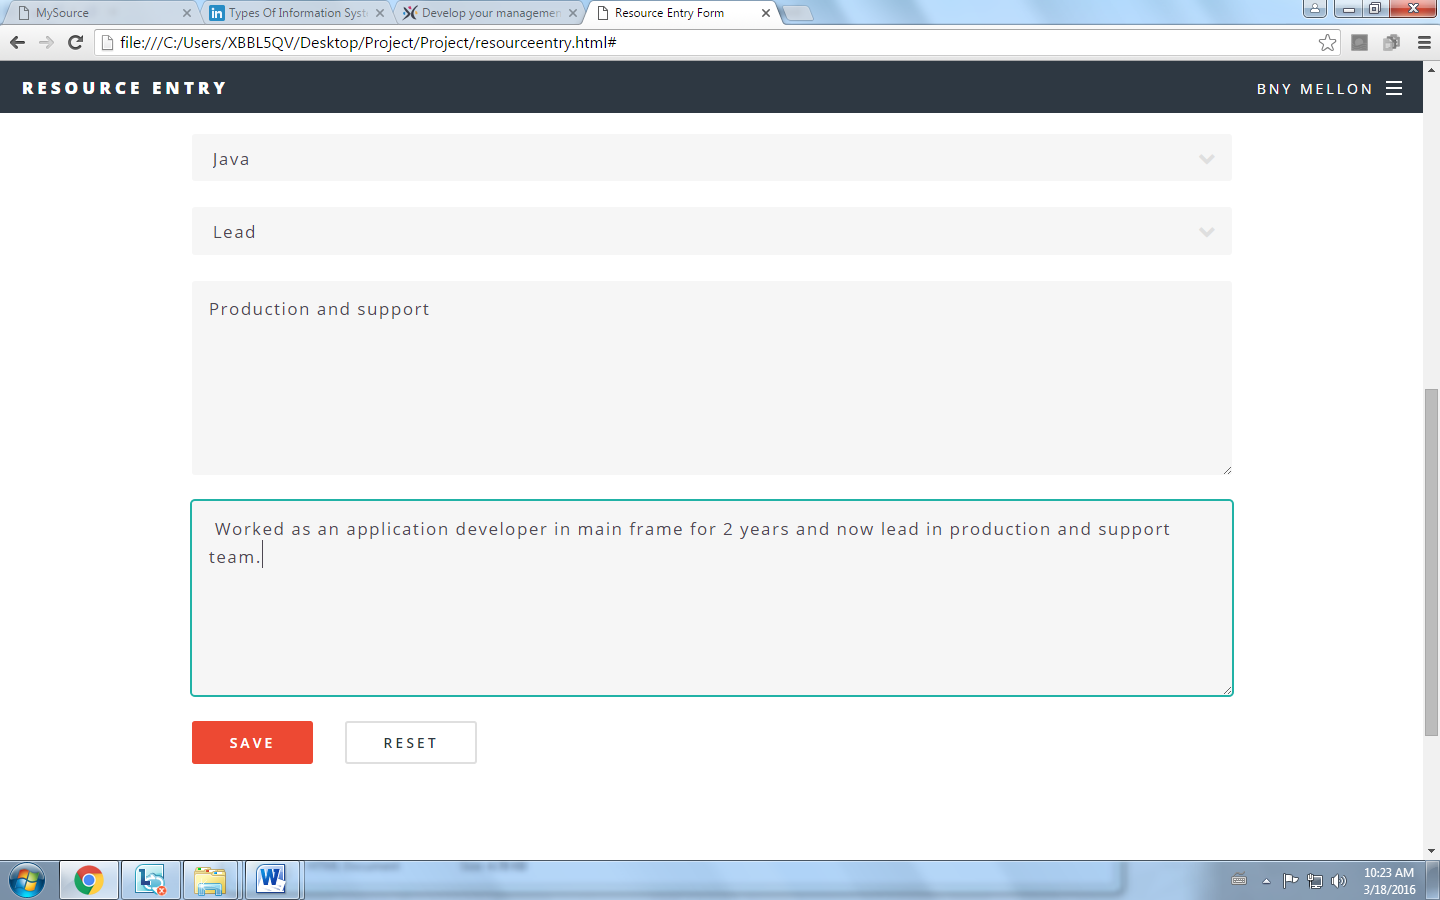 MySource
Types Of Information Syst
Develop your managemen
Resource Entry Form
file:///C:/Users/XBBL5QV/Desktop/Project/Project/resourceentry.html#
RESOURCE ENTRY
BNY MELLON
Java
Lead
Production and support
Worked as an application developer in main frame for 2 years and now lead in production and support
team.
SAVE
RESET
10:23 AM
3/18/2016